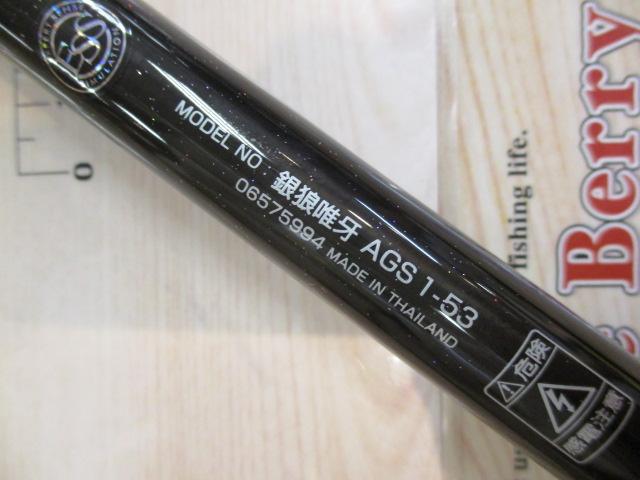 MODEL NO 銀狼唯牙 AGS 1-53
06575994 MADE IN THAILAND
危険
感電注意
SS
0
Berry
fishing life.